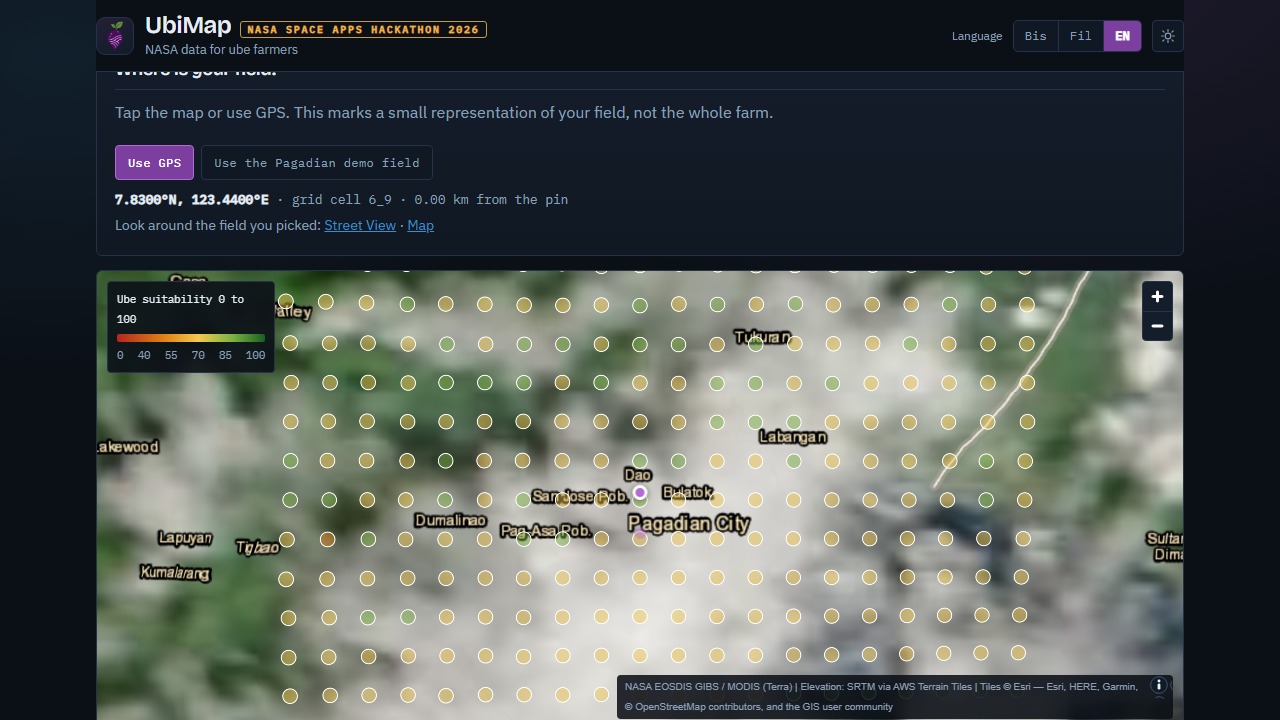 UbiMap NASA SPACE APPS HACKATHON 2026
NASA data for ube farmers
Language Bis Fil EN
Where is your field?
Tap the map or use GPS. This marks a small representation of your field, not the whole farm.
Use GPS Use the Pagadian demo field
7.8300°N, 123.4400°E · grid cell 6_9 · 0.00 km from the pin
Look around the field you picked: Street View · Map
Ube suitability 0 to
100
0 40 55 70 85 100
+
−
Tukuran
Labangan
Lakewood
Dao
San Jose Pob.
Bulatok
Dumalinao
Pagadian City
Pag-Asa Pob.
Lapuyan
Tigbao
Kumalarang
NASA EOSDIS GIBS / MODIS (Terra) | Elevation: SRTM via AWS Terrain Tiles | Tiles © Esri — Esri, HERE, Garmin,
© OpenStreetMap contributors, and the GIS user community